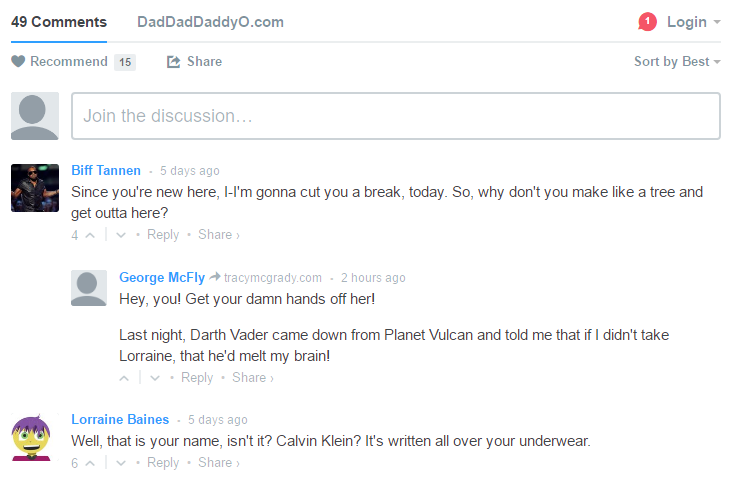 49 Comments DadDadDaddyO.com 1 Login
Recommend 15 Share Sort by Best
Join the discussion…
Biff Tannen · 5 days ago
Since you're new here, I-I'm gonna cut you a break, today. So, why don't you make like a tree and
get outta here?
4 | · Reply · Share ›
George McFly tracymcgrady.com · 2 hours ago
Hey, you! Get your damn hands off her!
Last night, Darth Vader came down from Planet Vulcan and told me that if I didn't take
Lorraine, that he'd melt my brain!
| · Reply · Share ›
Lorraine Baines · 5 days ago
Well, that is your name, isn't it? Calvin Klein? It's written all over your underwear.
6 | · Reply · Share ›